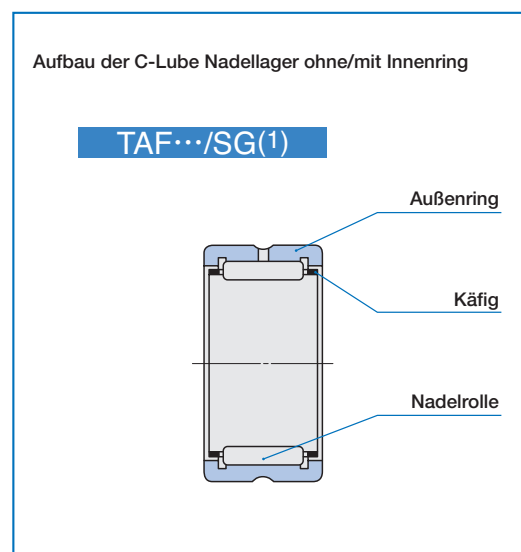 Aufbau der C-Lube Nadellager ohne/mit Innenring
TAF···/SG(1)
Außenring
Käfig
Nadelrolle